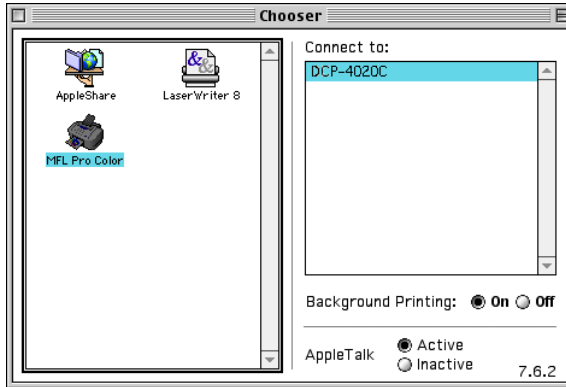 Chooser
AppleShare
LaserWriter 8
MFL Pro Color
Connect to:
DCP-4020C
Background Printing: On Off
AppleTalk
Active
Inactive
7.6.2